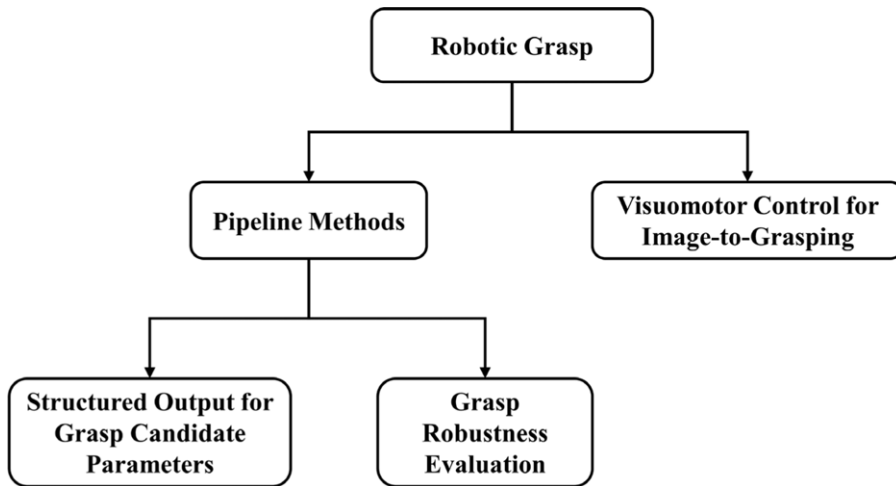 Robotic Grasp
Pipeline Methods
Visuomotor Control for
Image-to-Grasping
Structured Output for
Grasp Candidate
Parameters
Grasp
Robustness
Evaluation